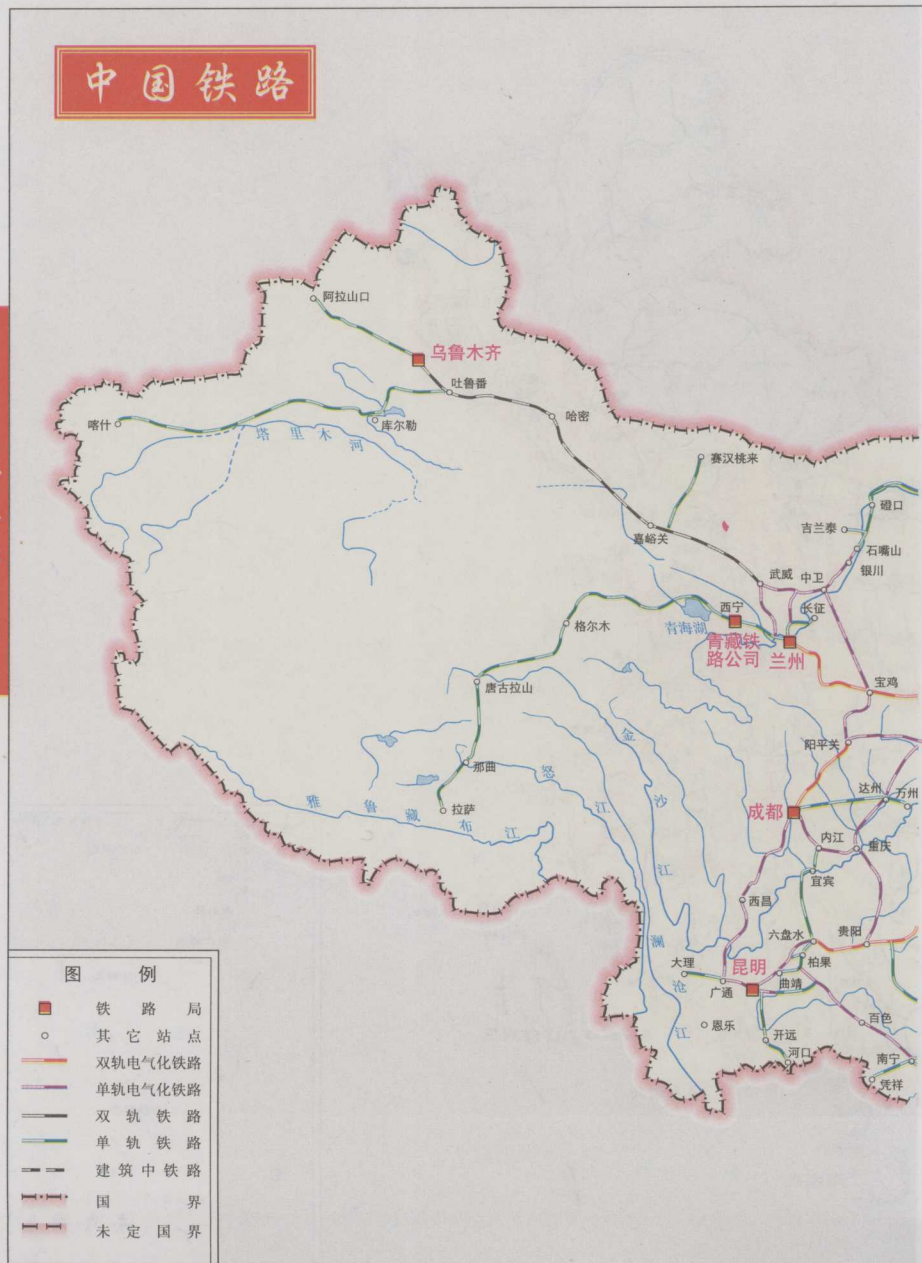 中国铁路
阿拉山口
乌鲁木齐
吐鲁番
喀什
库尔勒
哈密
塔里木河
赛汉桃来
磴口
吉兰泰
嘉峪关
石嘴山
银川
武威
中卫
西宁
长征
格尔木
青海湖
青藏铁
路公司
兰州
唐古拉山
宝鸡
金沙江
阳平关
那曲
怒江
达州
万州
雅鲁藏布江
拉萨
成都
内江
重庆
宜宾
西昌
六盘水
贵阳
澜沧江
柏果
大理
昆明
曲靖
广通
恩乐
百色
开远
河口
南宁
凭祥
图例
铁路局
其它站点
双轨电气化铁路
单轨电气化铁路
双轨铁路
单轨铁路
建筑中铁路
国界
未定国界